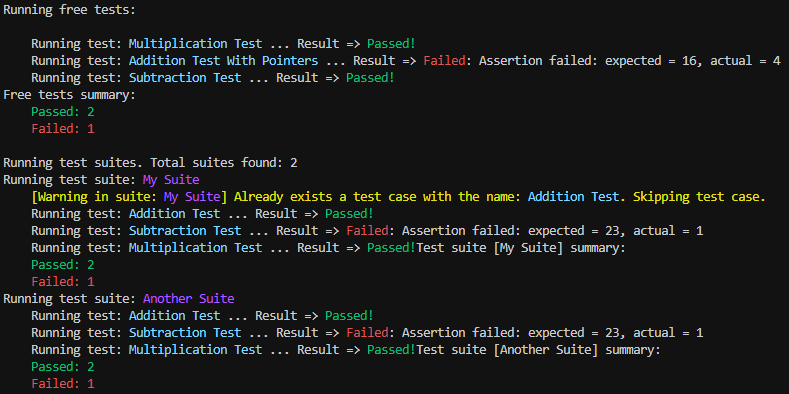 Running free tests:
Running test: Multiplication Test ... Result => Passed!
Running test: Addition Test With Pointers ... Result => Failed: Assertion failed: expected = 16, actual = 4
Running test: Subtraction Test ... Result => Passed!
Free tests summary:
Passed: 2
Failed: 1
Running test suites. Total suites found: 2
Running test suite: My Suite
[Warning in suite: My Suite] Already exists a test case with the name: Addition Test. Skipping test case.
Running test: Addition Test ... Result => Passed!
Running test: Subtraction Test ... Result => Failed: Assertion failed: expected = 23, actual = 1
Running test: Multiplication Test ... Result => Passed!Test suite [My Suite] summary:
Passed: 2
Failed: 1
Running test suite: Another Suite
Running test: Addition Test ... Result => Passed!
Running test: Subtraction Test ... Result => Failed: Assertion failed: expected = 23, actual = 1
Running test: Multiplication Test ... Result => Passed!Test suite [Another Suite] summary:
Passed: 2
Failed: 1